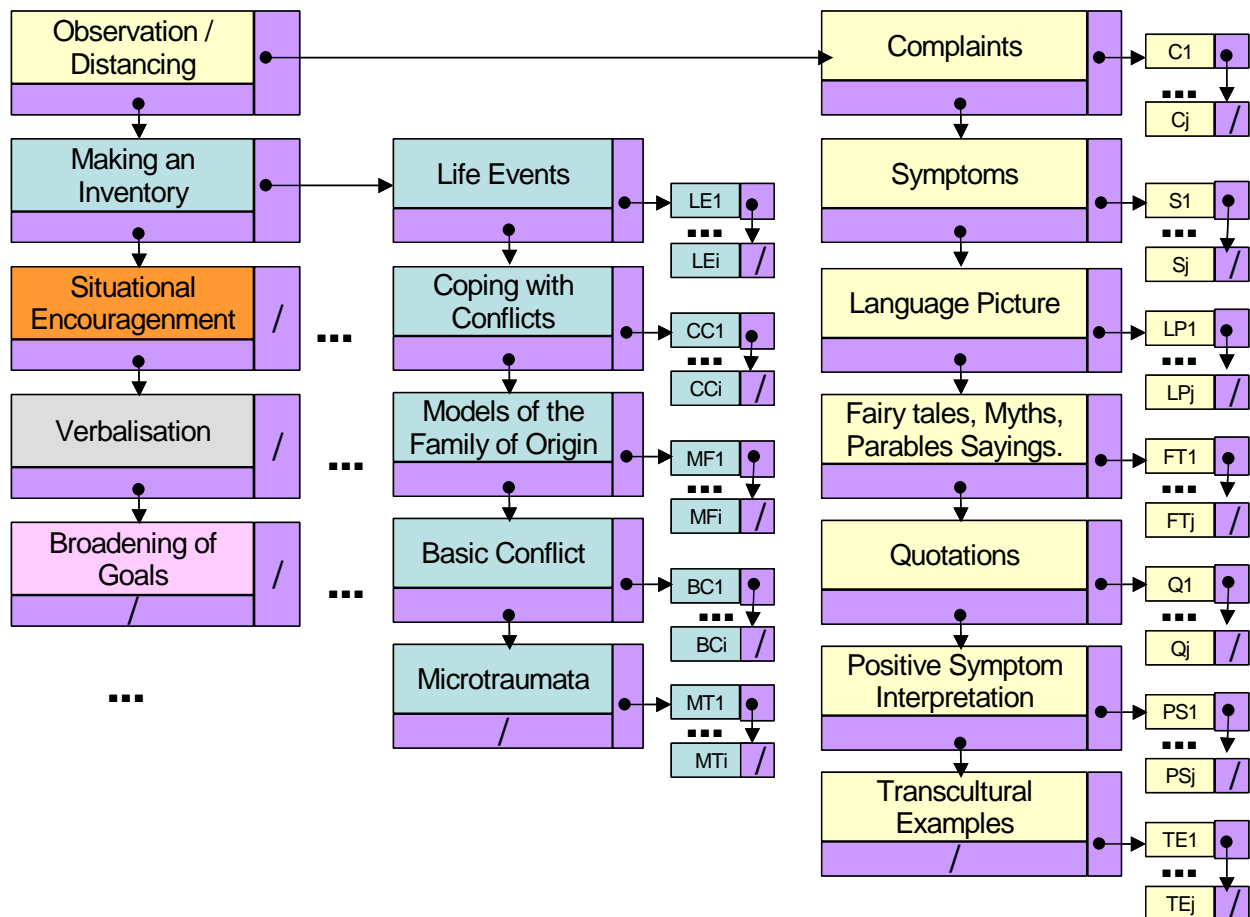 Observation /
Distancing
/
Making an
Inventory
Situational
Encouragenment
/
...
Verbalisation
/
...
Broadening of
Goals
/
/
...
...
Life Events
LE1
...
LEi
/
Coping with
Conflicts
CC1
...
CCi
/
Models of the
Family of Origin
MF1
...
MFi
/
Basic Conflict
BC1
...
BCi
/
Microtraumata
/
MT1
...
MTi
/
Complaints
C1
...
Cj
/
Symptoms
S1
...
Sj
/
Language Picture
LP1
...
LPj
/
Fairy tales, Myths,
Parables Sayings.
FT1
...
FTj
/
Quotations
Q1
...
Qj
/
Positive Symptom
Interpretation
PS1
...
PSj
/
Transcultural
Examples
/
TE1
...
TEj
/